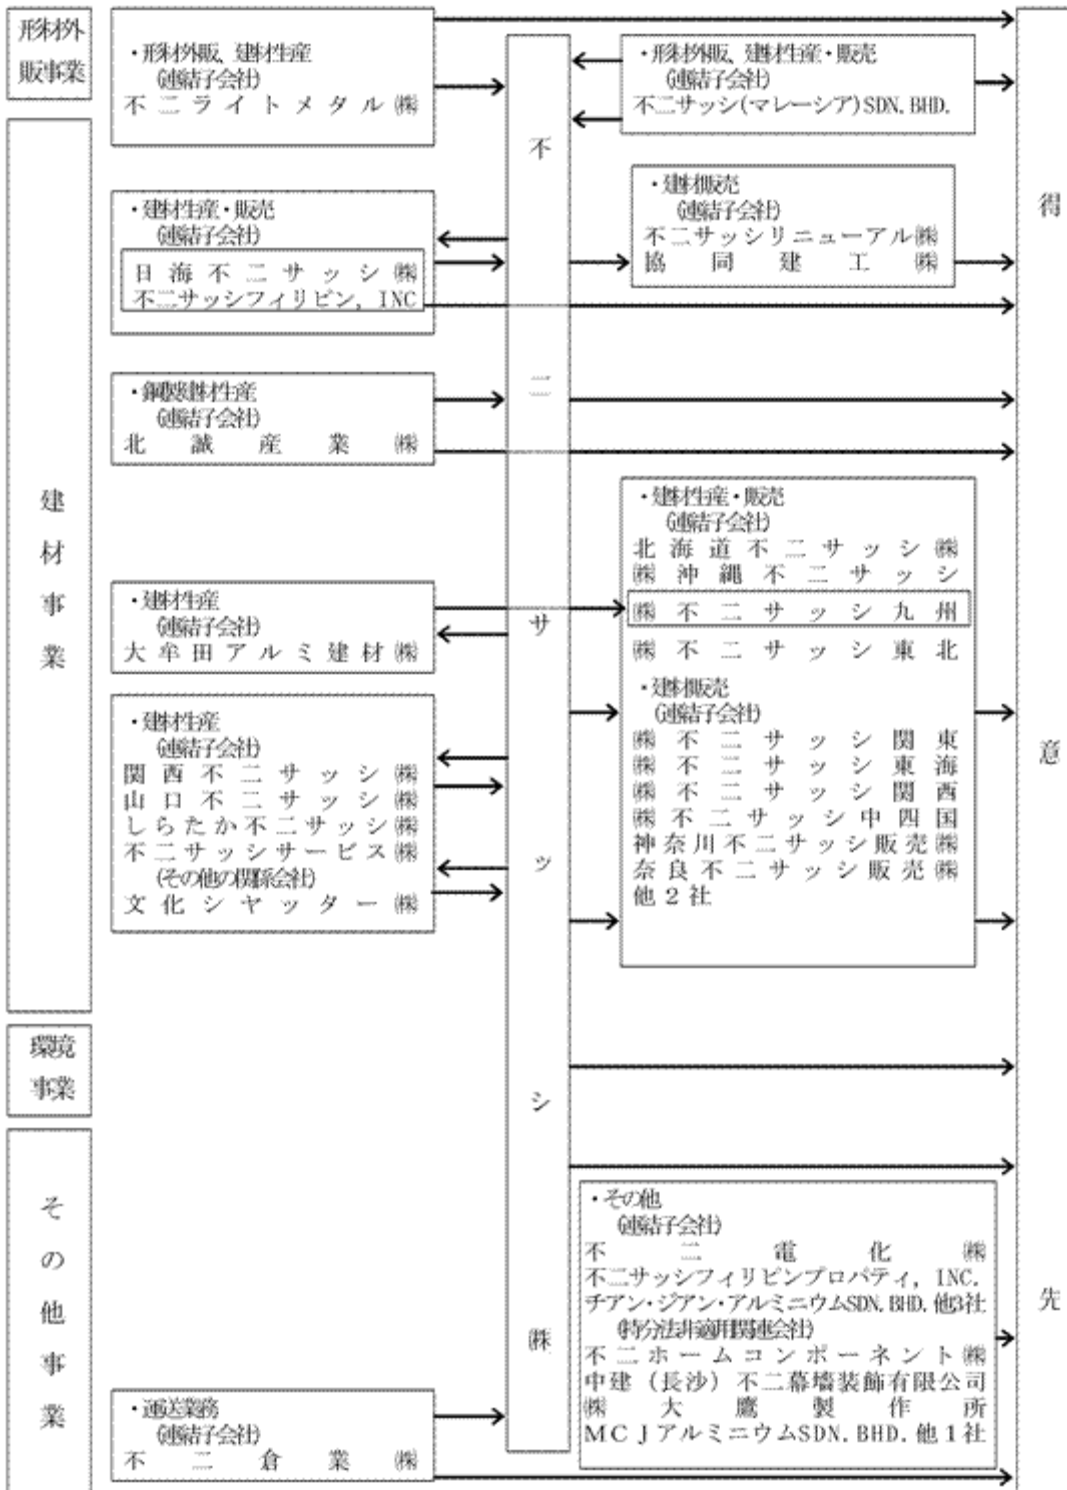 形材外
販事業
・形材外販、建材生産
(連結子会社)
不二ライトメタル㈱
・形材外販、建材生産・販売
(連結子会社)
不二サッシ(マレーシア)SDN.BHD.
不二サッシ㈱
得意先
建材事業
・建材生産・販売
(連結子会社)
日海不二サッシ㈱
不二サッシフィリピン, INC
・建材販売
(連結子会社)
不二サッシリニューアル㈱
協同建工㈱
・鋼製建材生産
(連結子会社)
北誠産業㈱
・建材生産
(連結子会社)
大牟田アルミ建材㈱
・建材生産・販売
(連結子会社)
北海道不二サッシ㈱
㈱沖縄不二サッシ
㈱不二サッシ九州
㈱不二サッシ東北
・建材販売
(連結子会社)
㈱不二サッシ関東
㈱不二サッシ東海
㈱不二サッシ関西
㈱不二サッシ中四国
神奈川不二サッシ販売㈱
奈良不二サッシ販売㈱
他2社
・建材生産
(連結子会社)
関西不二サッシ㈱
山口不二サッシ㈱
しらたか不二サッシ㈱
不二サッシサービス㈱
(その他の関係会社)
文化シヤッター㈱
環境
事業
その他事業
・その他
(連結子会社)
不二電化㈱
不二サッシフィリピンプロパティ, INC.
チアン・ジアン・アルミニウムSDN.BHD.他3社
(持分法非適用関連会社)
不二ホームコンポーネント㈱
中建（長沙）不二幕墻装飾有限公司
㈱大鷹製作所
MCJアルミニウムSDN.BHD.他1社
・運送業務
(連結子会社)
不二倉業㈱